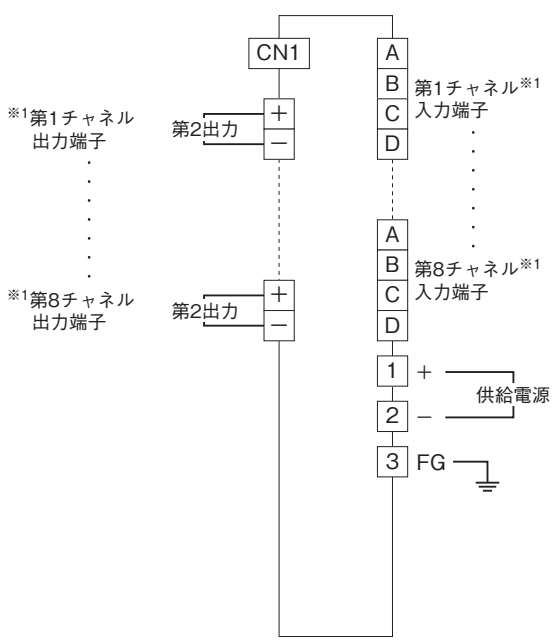 CN1
A
B
C
D
第1チャネル※1
入力端子
※1第1チャネル
出力端子
第2出力
+
−
A
B
C
D
第8チャネル※1
入力端子
※1第8チャネル
出力端子
第2出力
+
−
1 +
2 −
供給電源
3 FG